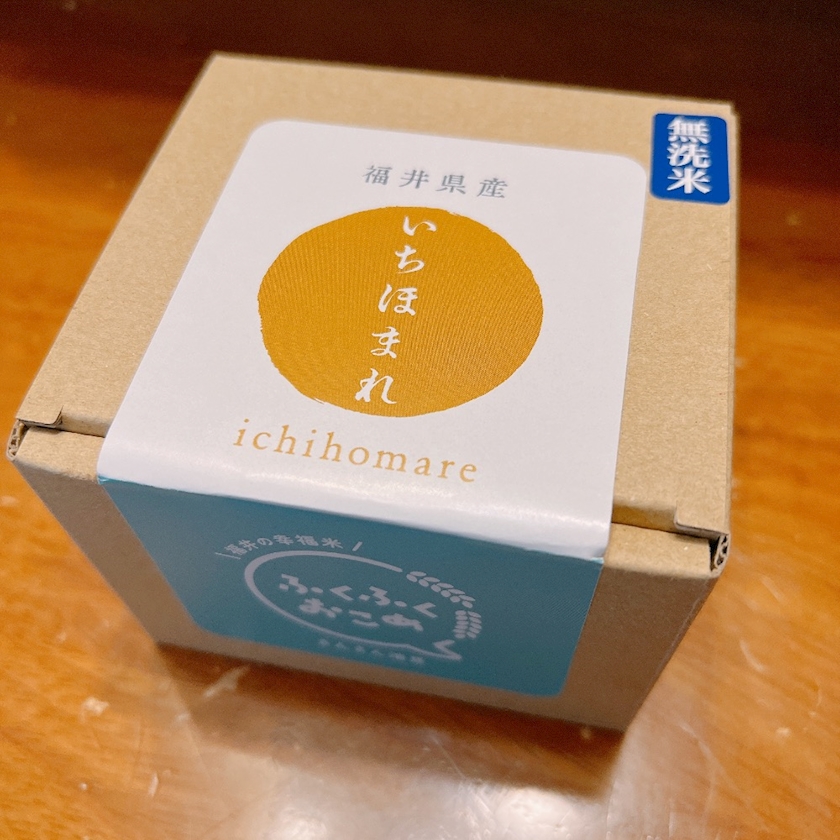 無洗米
福井県産
いちほまれ
ichihomare
福井の幸福米
ふくふく
おこめ